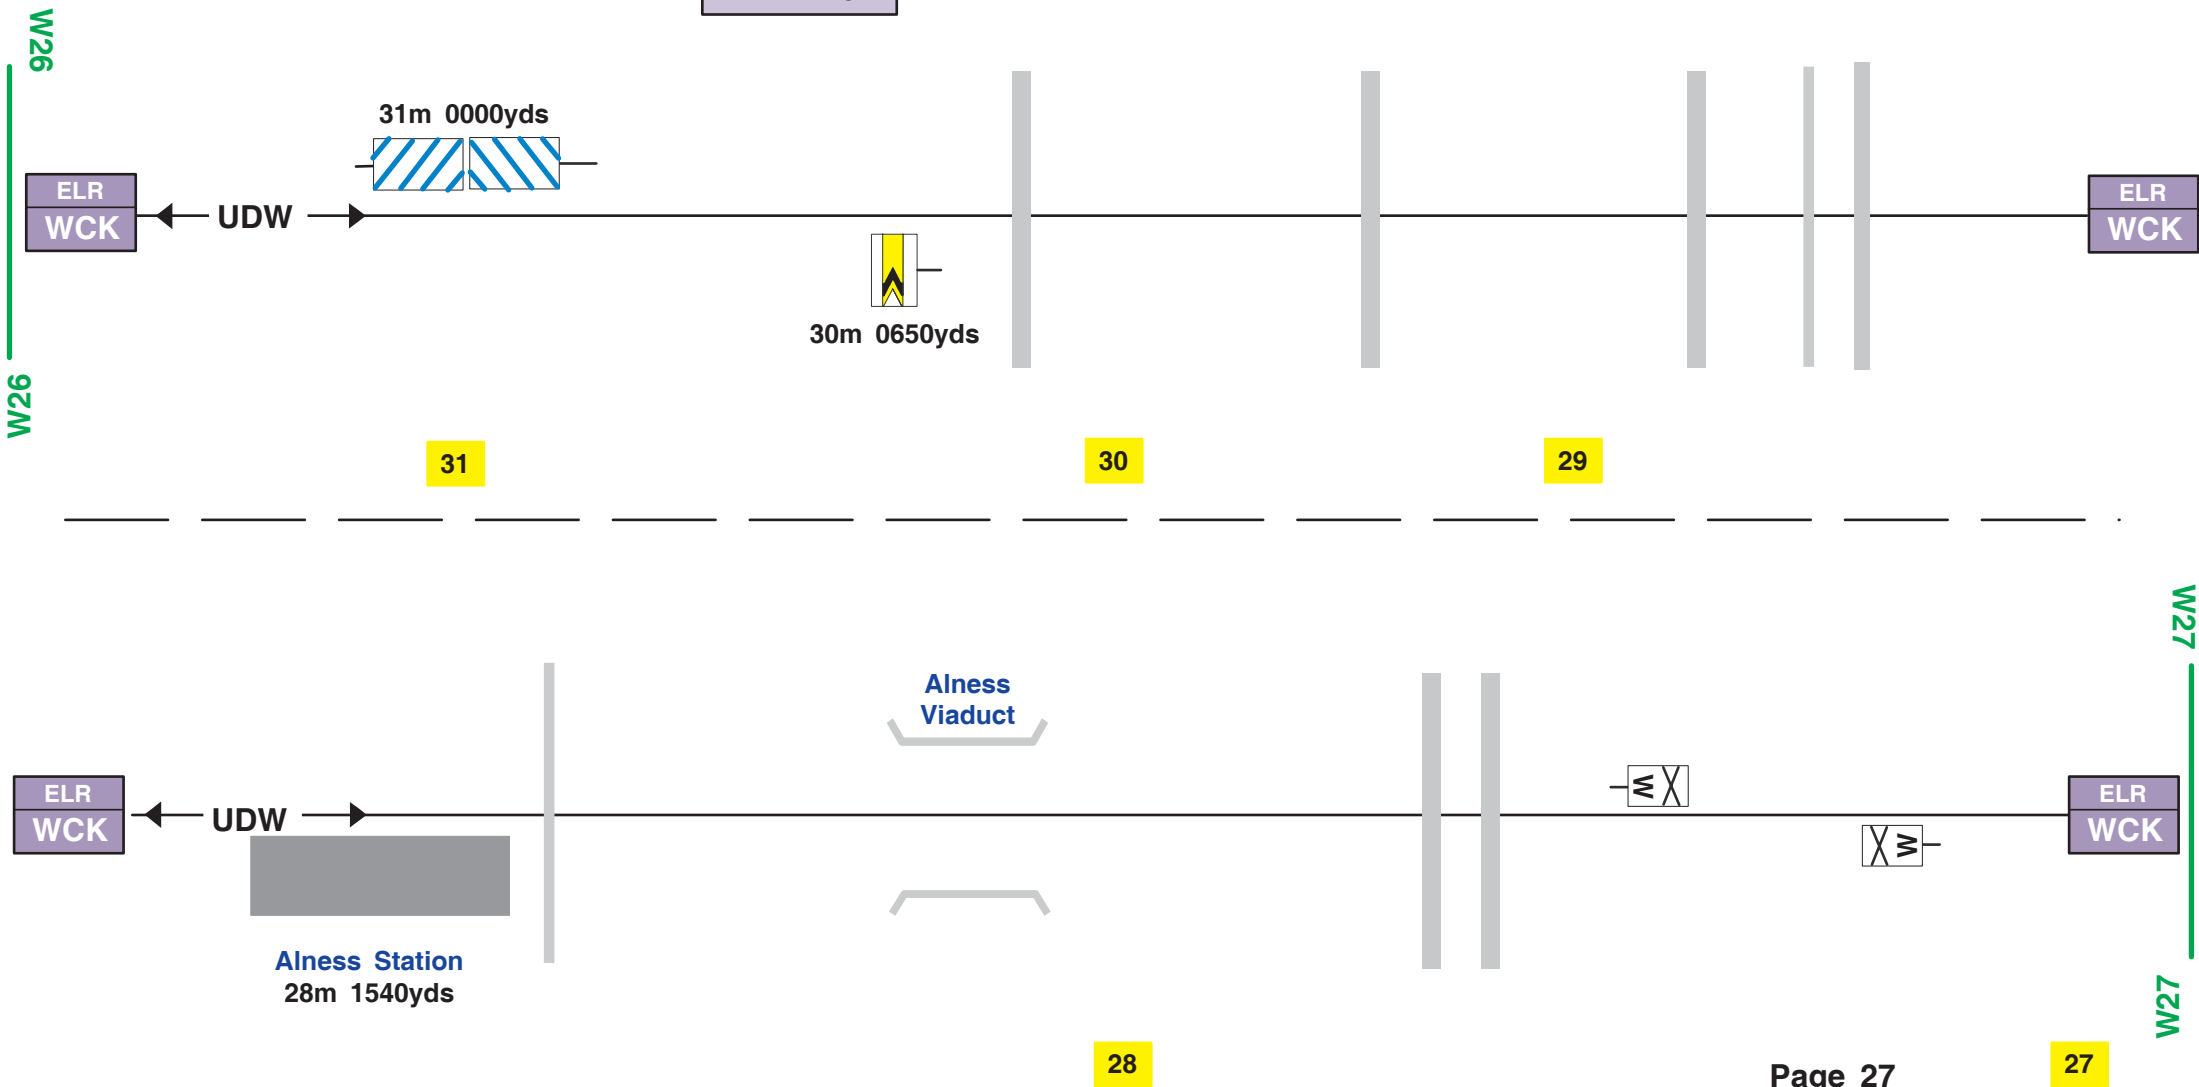 W26
31m 0000yds
ELR
WCK
UDW
ELR
WCK
30m 0650yds
W26
31
30
29
W27
Alness
Viaduct
ELR
WCK
UDW
W
W
ELR
WCK
Alness Station
28m 1540yds
W27
28
27
Page 27